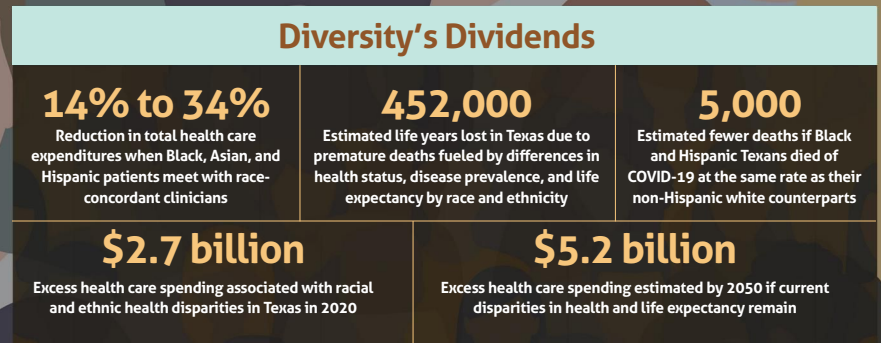 Diversity’s Dividends
14% to 34%
Reduction in total health care
expenditures when Black, Asian, and
Hispanic patients meet with race-
concordant clinicians
452,000
Estimated life years lost in Texas due to
premature deaths fueled by differences in
health status, disease prevalence, and life
expectancy by race and ethnicity
5,000
Estimated fewer deaths if Black
and Hispanic Texans died of
COVID-19 at the same rate as their
non-Hispanic white counterparts
$2.7 billion
Excess health care spending associated with racial
and ethnic health disparities in Texas in 2020
$5.2 billion
Excess health care spending estimated by 2050 if current
disparities in health and life expectancy remain